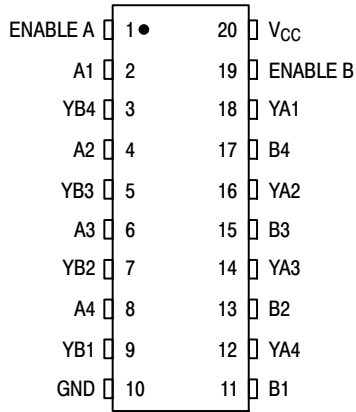 ENABLE A 1 20 VCC
A1 2 19 ENABLE B
YB4 3 18 YA1
A2 4 17 B4
YB3 5 16 YA2
A3 6 15 B3
YB2 7 14 YA3
A4 8 13 B2
YB1 9 12 YA4
GND 10 11 B1